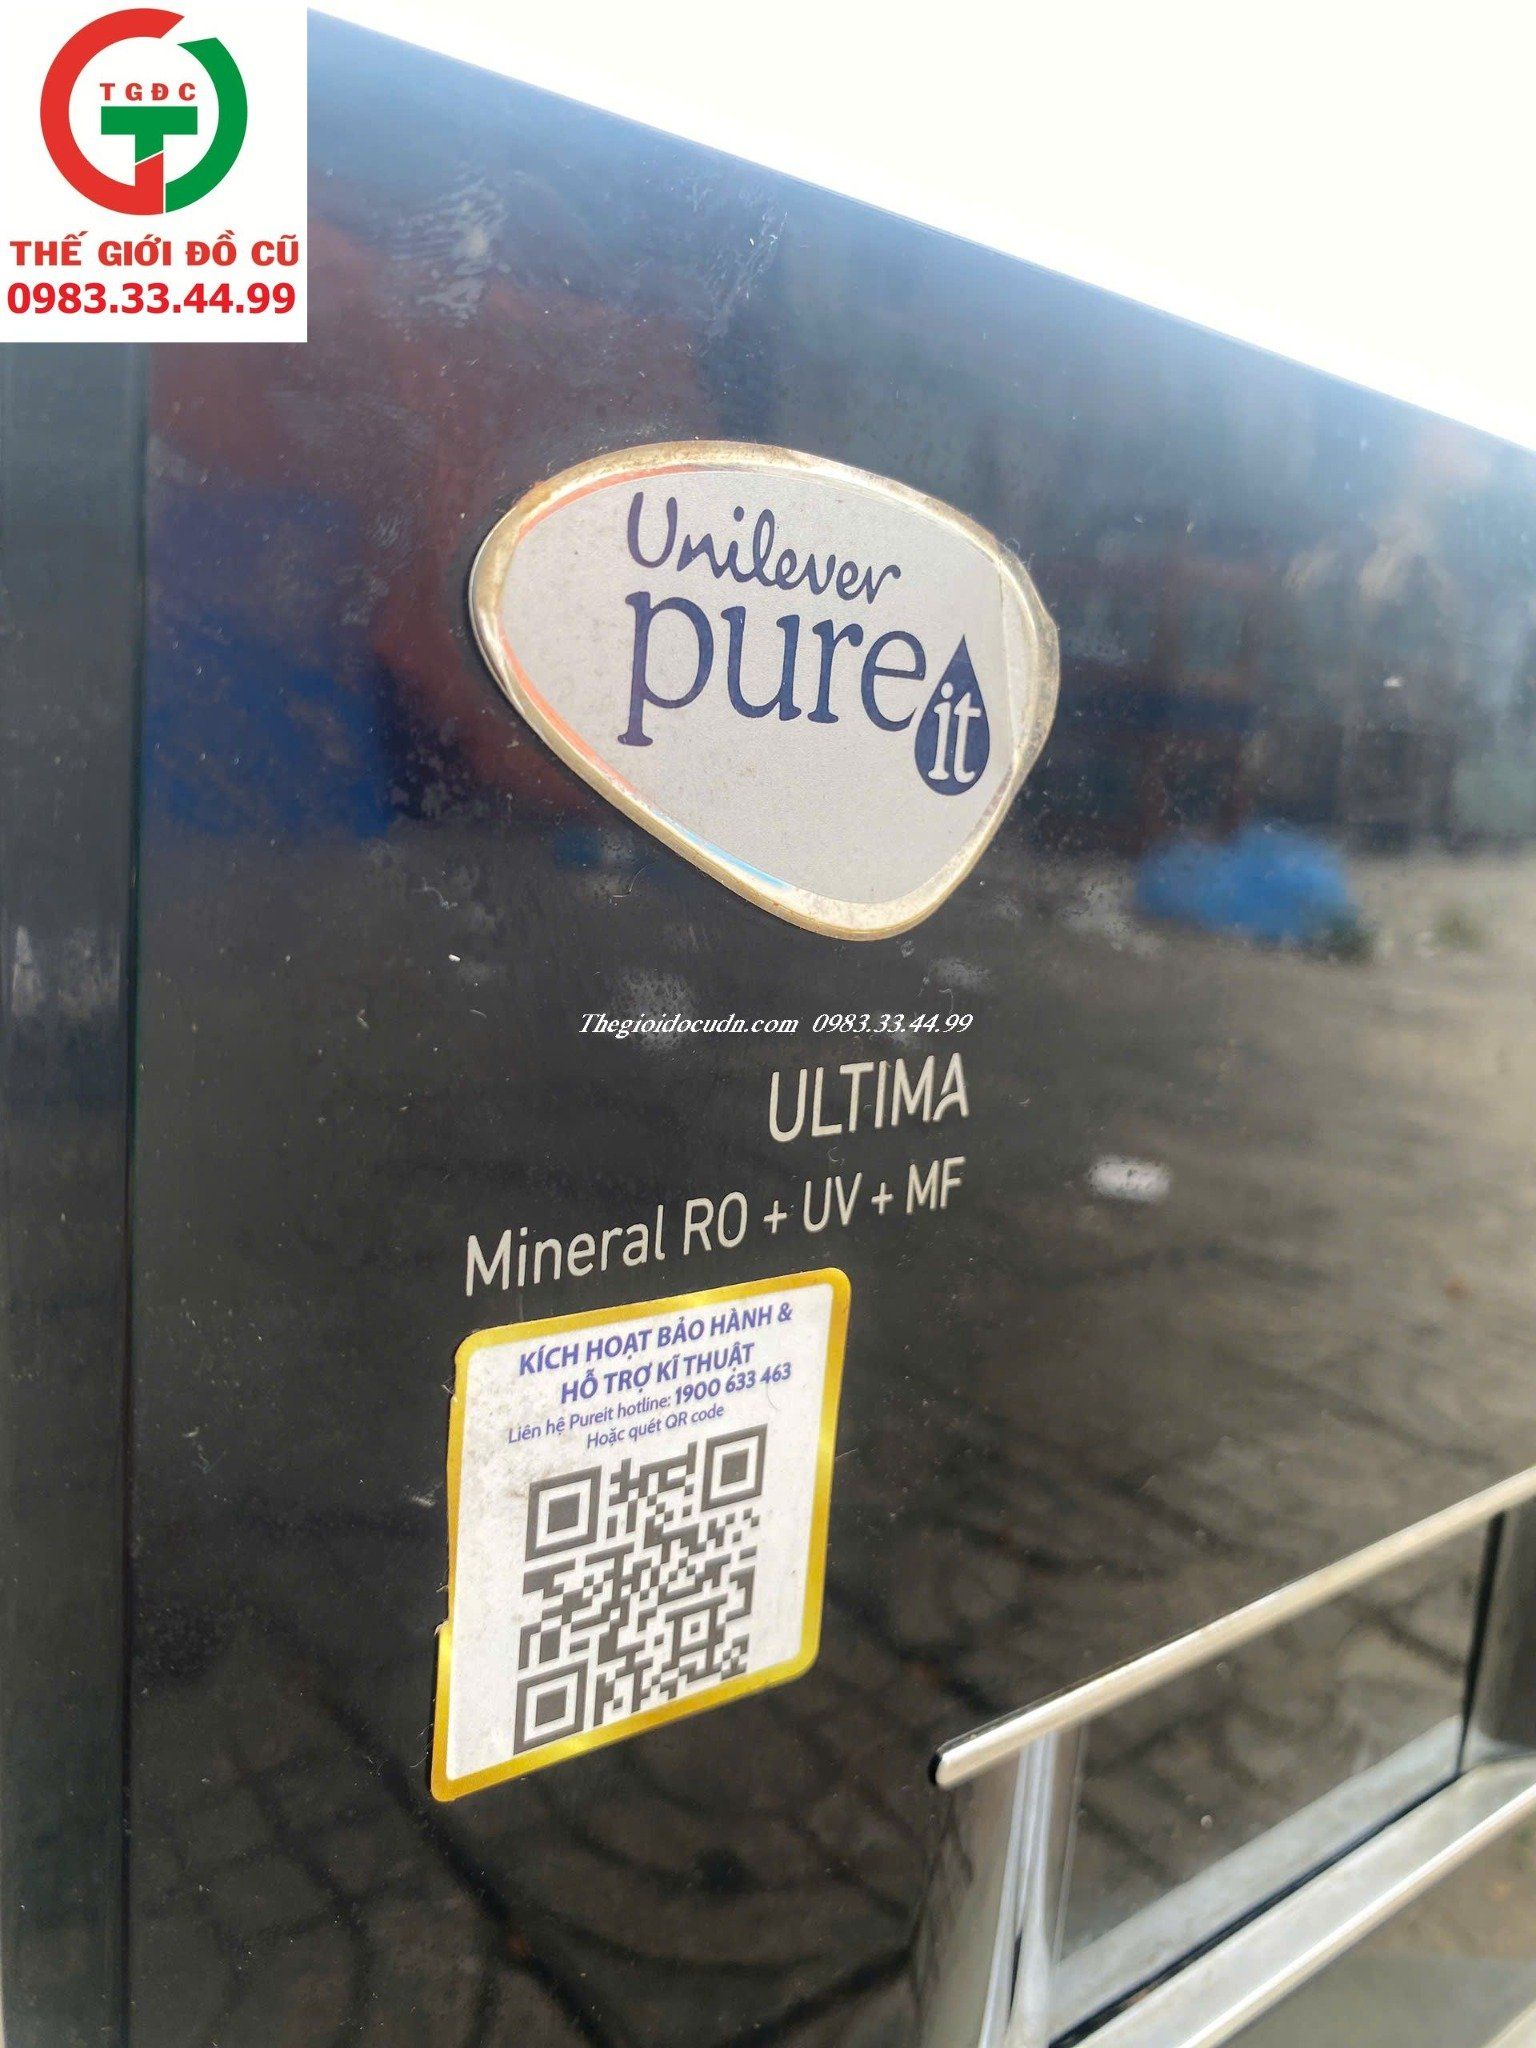 TGĐC
THẾ GIỚI ĐỒ CŨ
0983.33.44.99
Unilever
pureit
Thegioidocudn.com 0983.33.44.99
ULTIMA
Mineral RO + UV + MF
KÍCH HOẠT BẢO HÀNH &
HỖ TRỢ KĨ THUẬT
Liên hệ Pureit hotline: 1900 633 463
Hoặc quét QR code